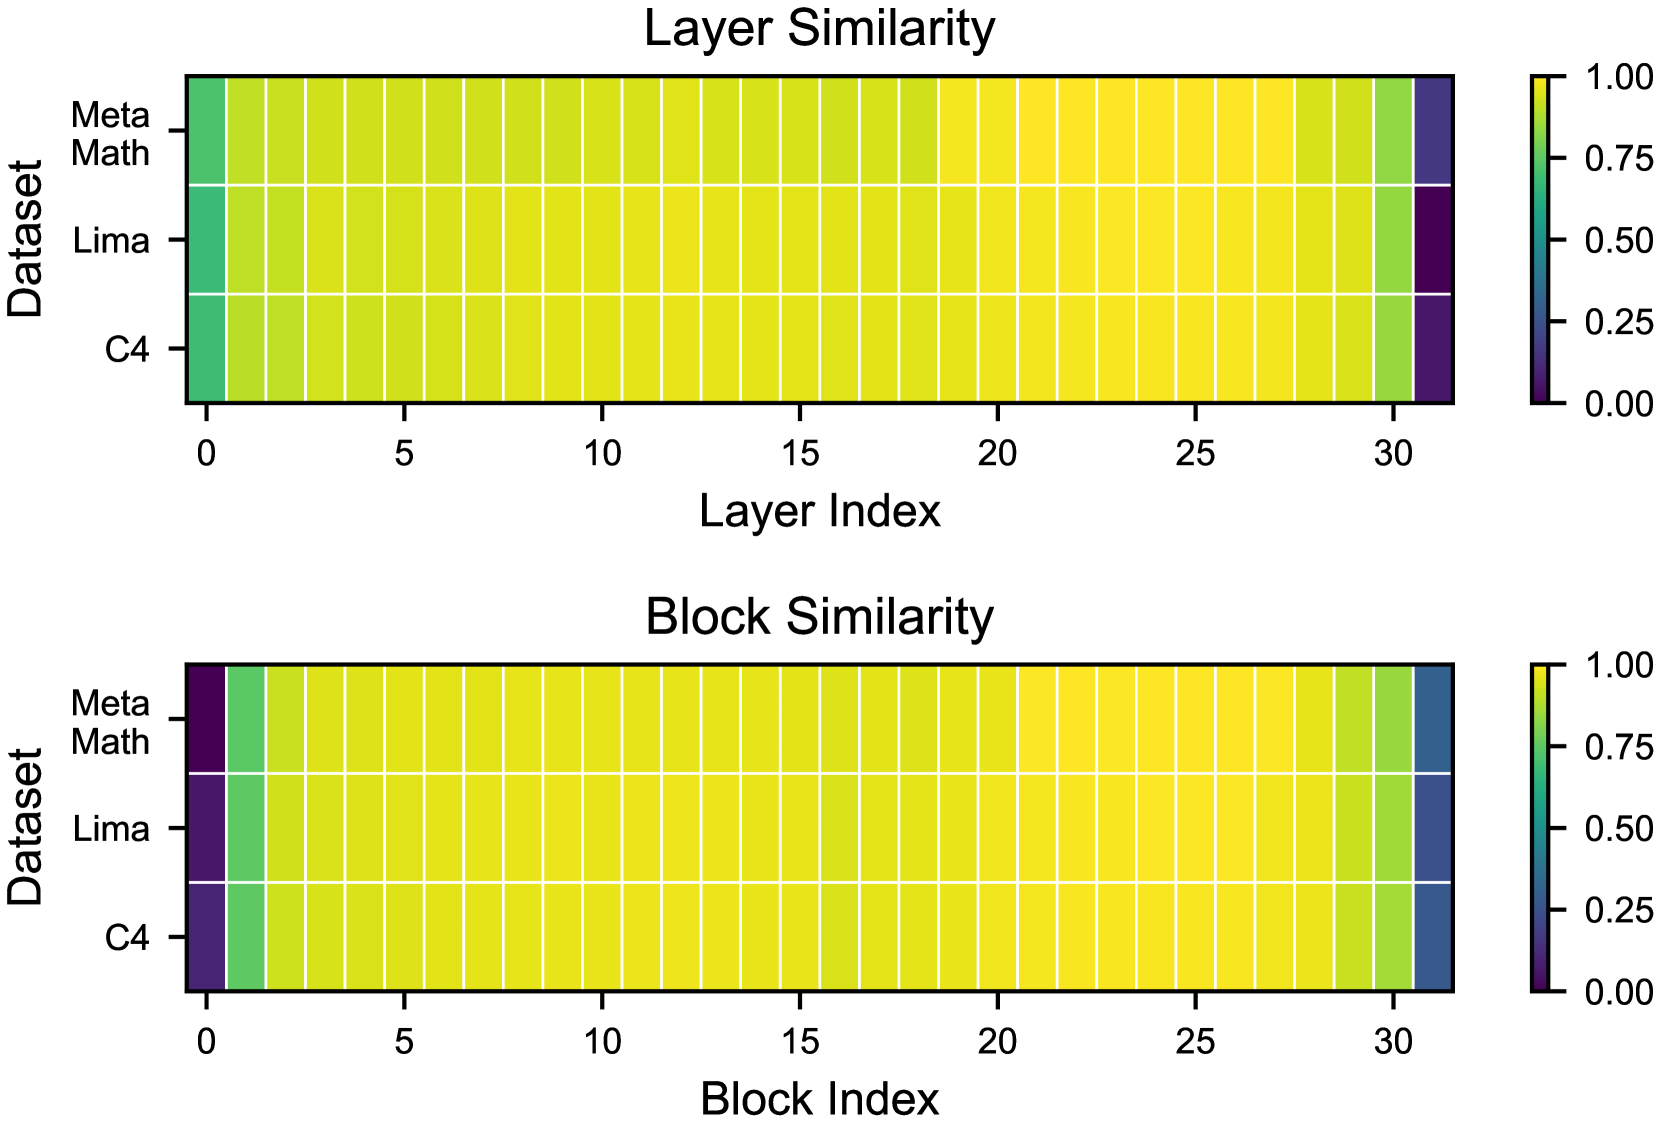 Layer Similarity
Dataset
Meta
Math
Lima
C4
0 5 10 15 20 25 30
Layer Index
1.00
0.75
0.50
0.25
0.00
Block Similarity
Dataset
Meta
Math
Lima
C4
0 5 10 15 20 25 30
Block Index
1.00
0.75
0.50
0.25
0.00